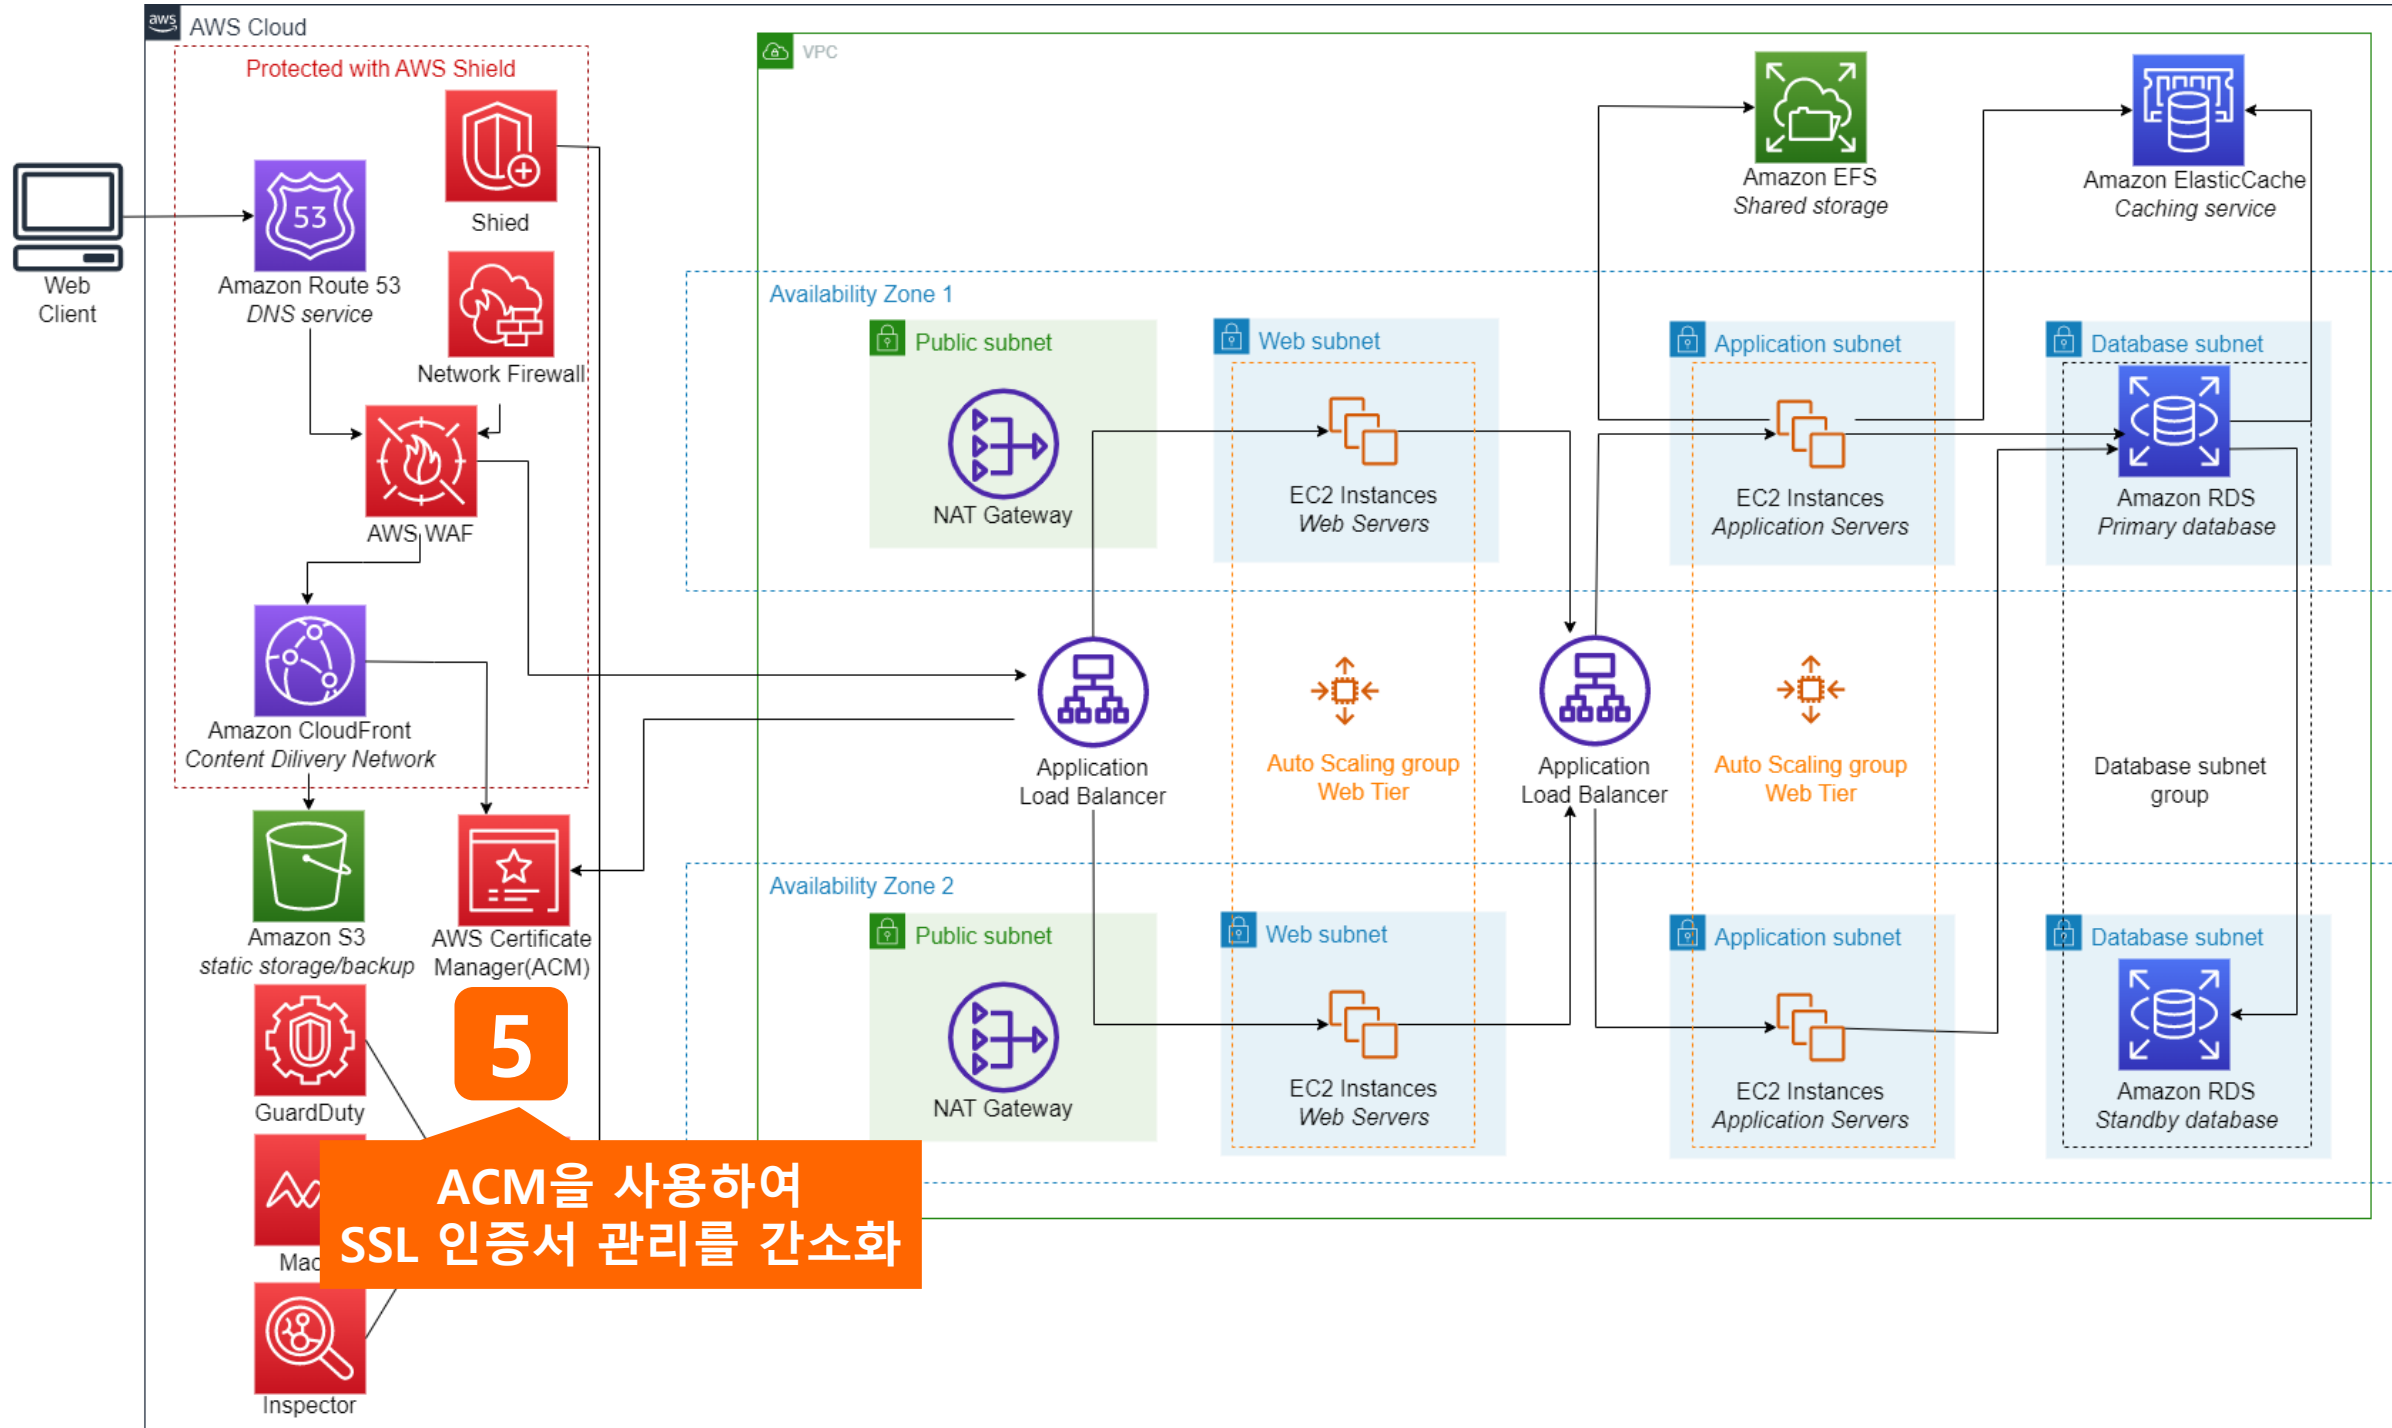 aws
AWS Cloud
Protected with AWS Shield
Shied
53
Amazon Route 53
DNS service
Web
Client
Network Firewall
AWS WAF
Amazon CloudFront
Content Dilivery Network
Amazon S3
static storage/backup
AWS Certificate
Manager(ACM)
GuardDuty
Mac
Inspector
5
ACM을 사용하여
SSL 인증서 관리를 간소화
VPC
Amazon EFS
Shared storage
Amazon ElasticCache
Caching service
Availability Zone 1
Public subnet
NAT Gateway
Web subnet
EC2 Instances
Web Servers
Application subnet
EC2 Instances
Application Servers
Database subnet
Amazon RDS
Primary database
Application
Load Balancer
Auto Scaling group
Web Tier
Application
Load Balancer
Auto Scaling group
Web Tier
Database subnet
group
Availability Zone 2
Public subnet
NAT Gateway
Web subnet
EC2 Instances
Web Servers
Application subnet
EC2 Instances
Application Servers
Database subnet
Amazon RDS
Standby database